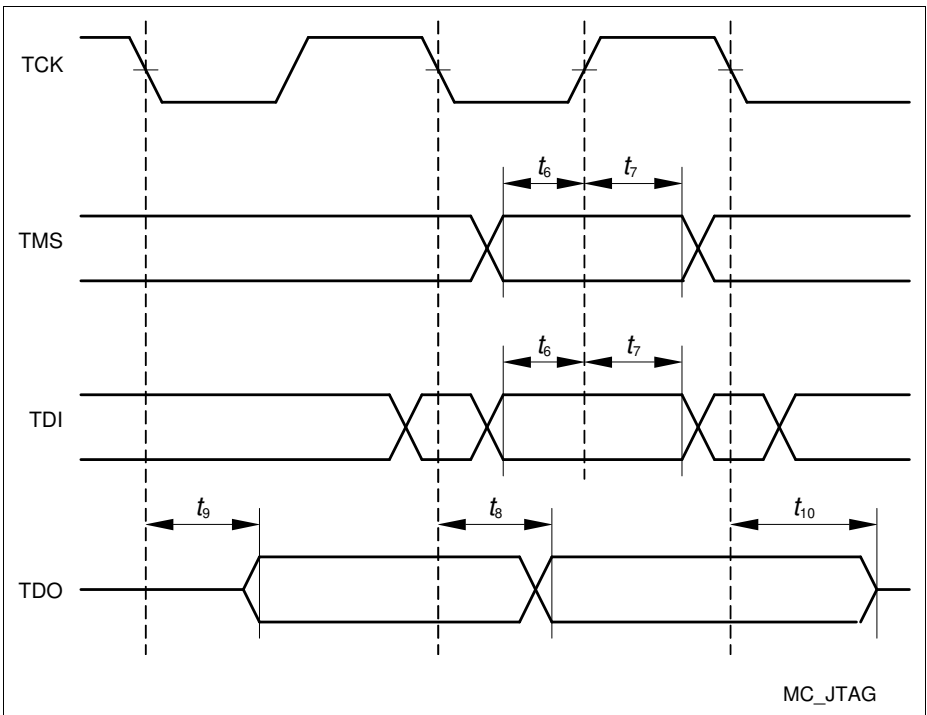 TCK
t6 t7
TMS
t6 t7
TDI
t9 t8 t10
TDO
MC_JTAG